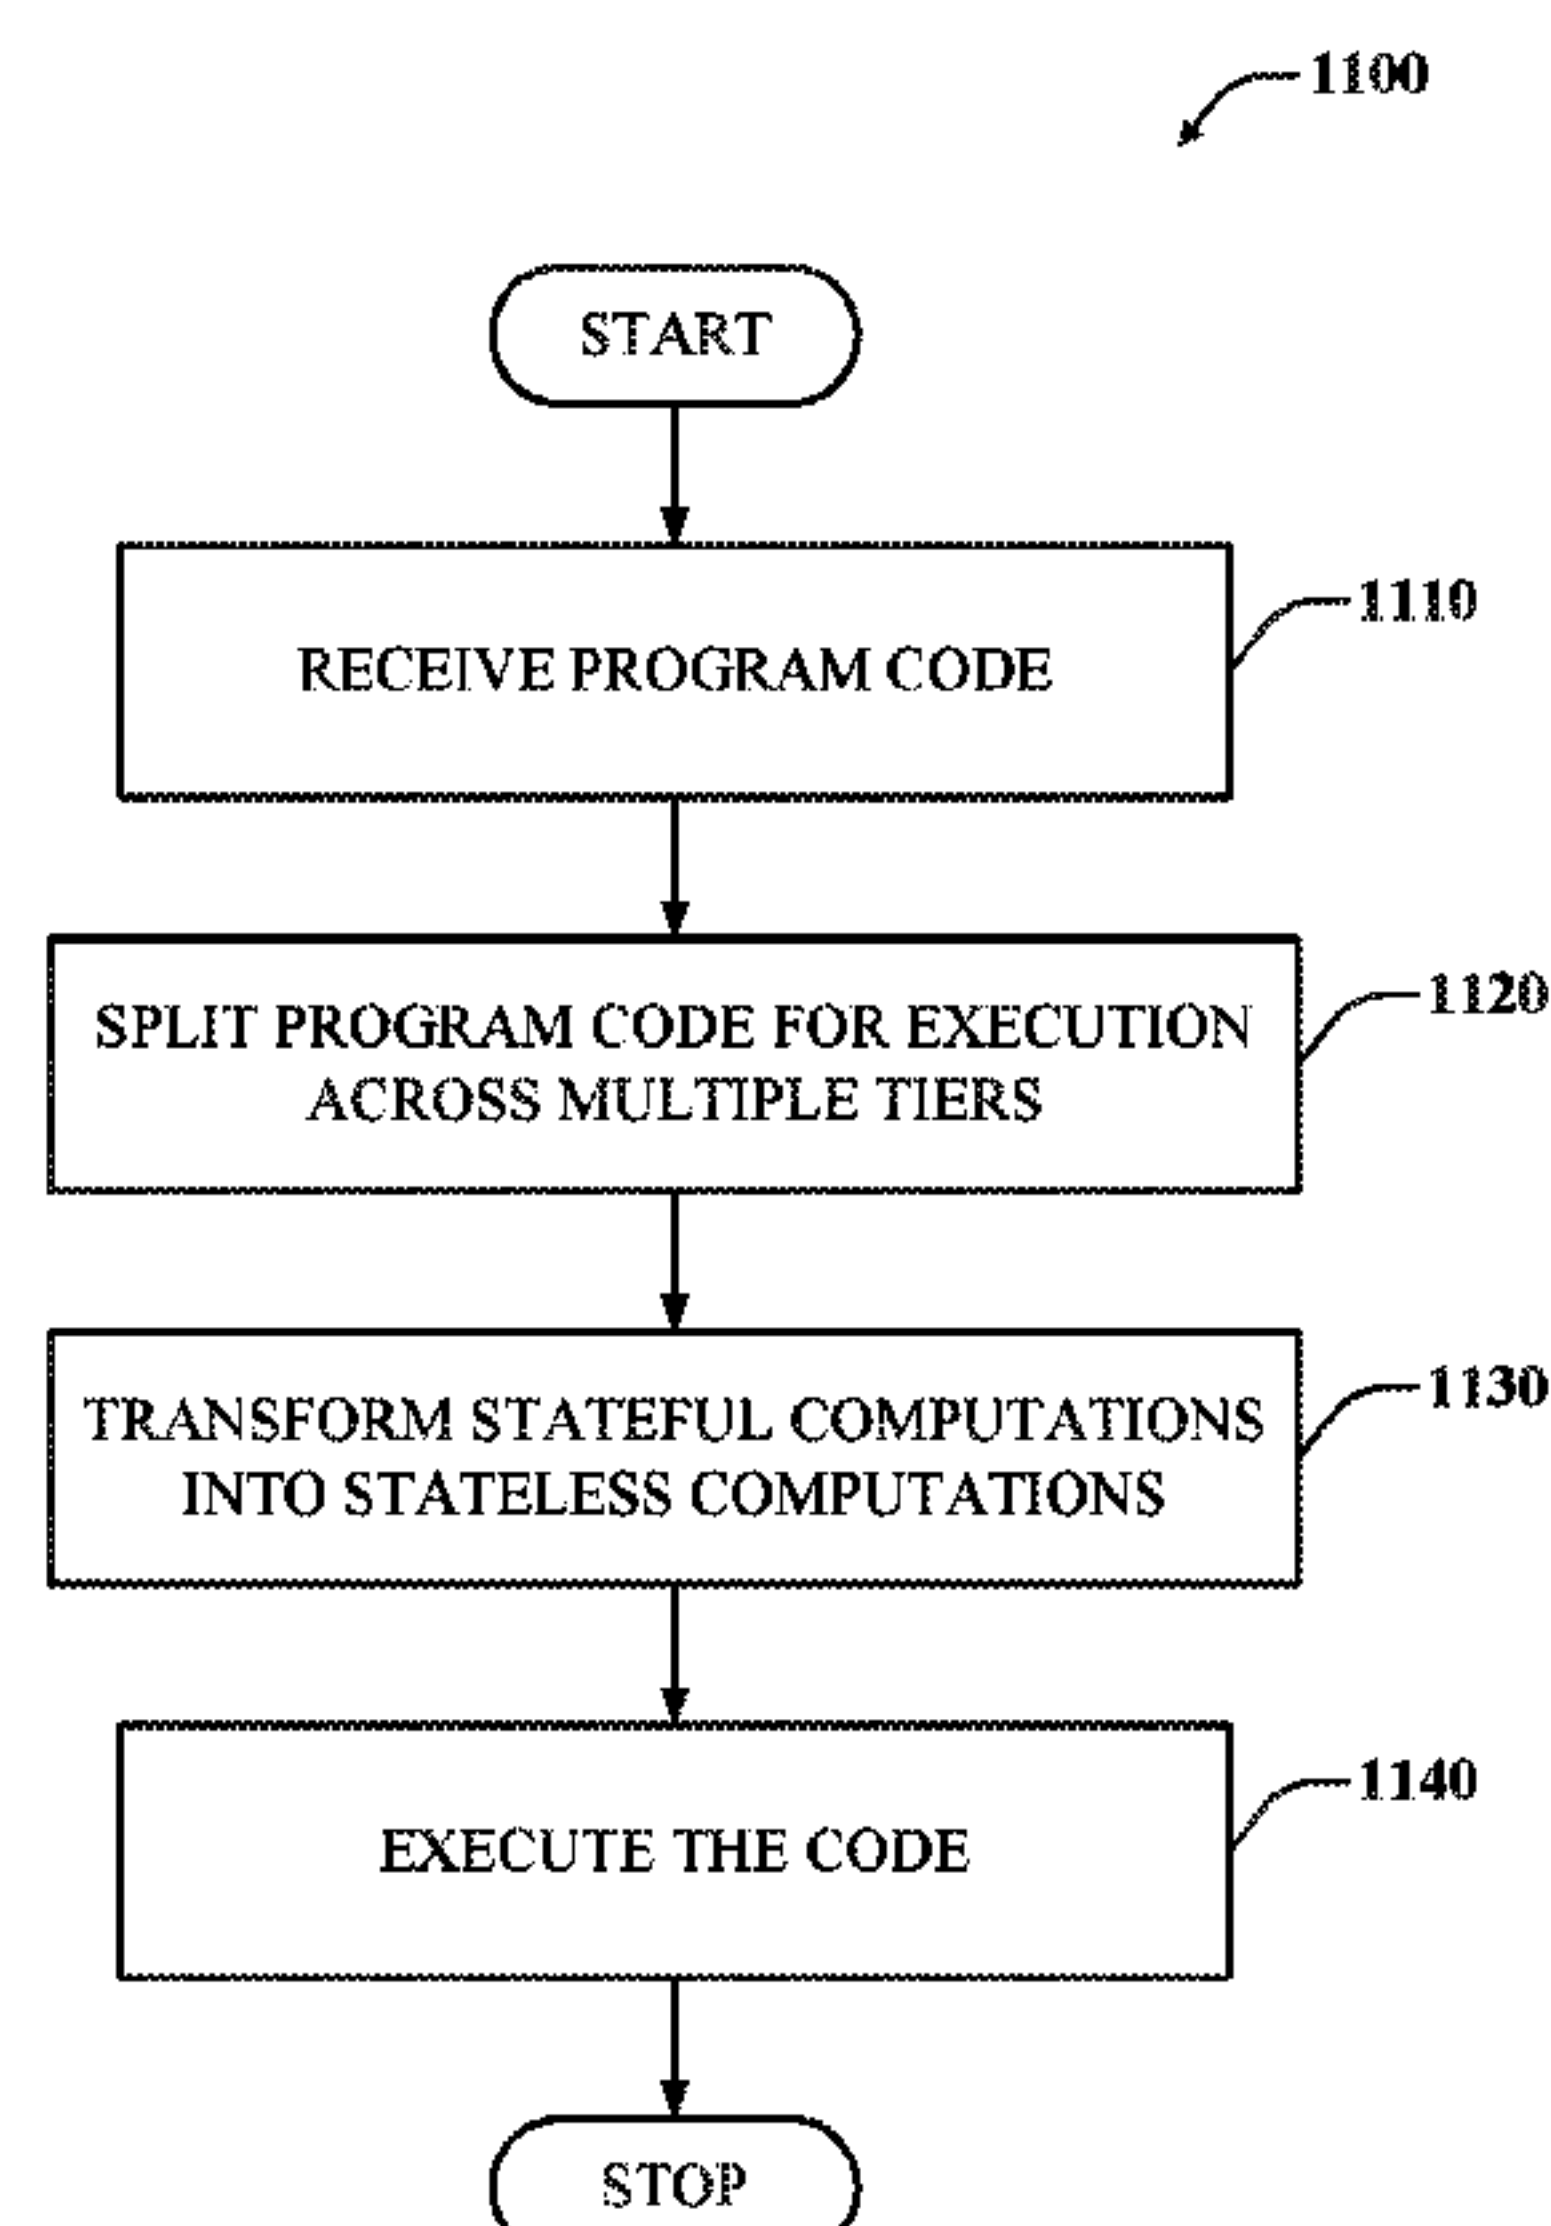 1100
START
RECEIVE PROGRAM CODE
1110
SPLIT PROGRAM CODE FOR EXECUTION
ACROSS MULTIPLE TIERS
1120
TRANSFORM STATEFUL COMPUTATIONS
INTO STATELESS COMPUTATIONS
1130
EXECUTE THE CODE
1140
STOP